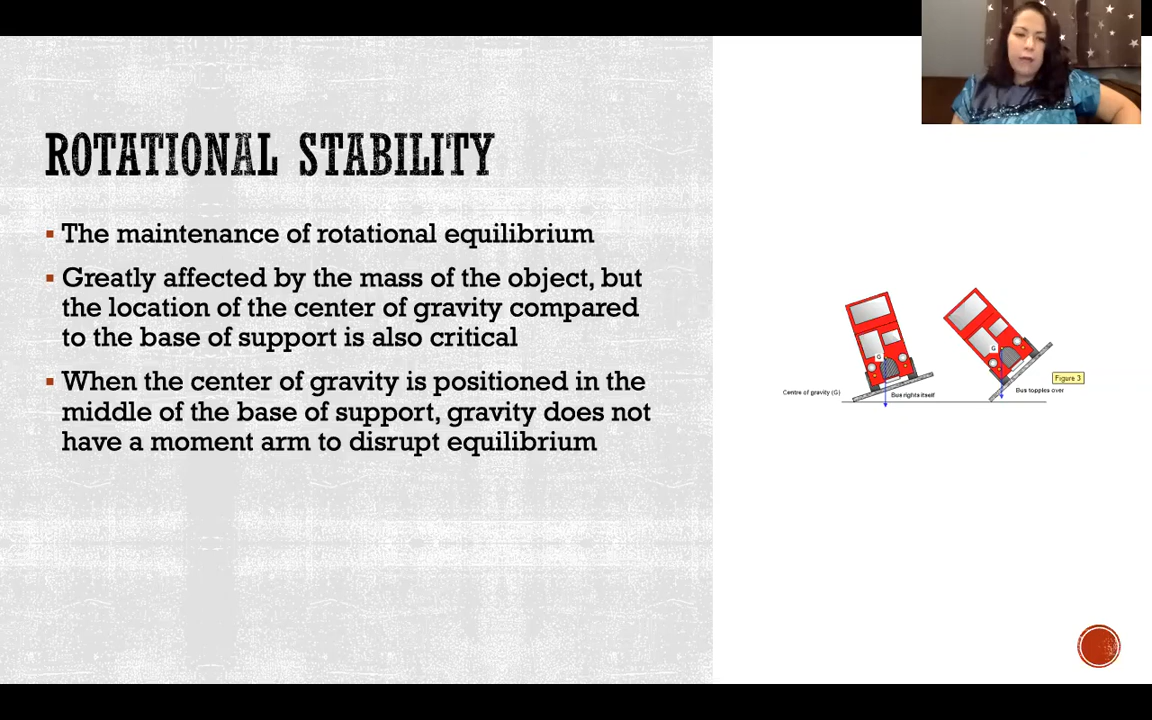 ROTATIONAL STABILITY
The maintenance of rotational equilibrium
Greatly affected by the mass of the object, but
the location of the center of gravity compared
to the base of support is also critical
When the center of gravity is positioned in the
middle of the base of support, gravity does not
have a moment arm to disrupt equilibrium
G
G
Figure 3
Centre of gravity (G)
Bus rights itself
Bus topples over